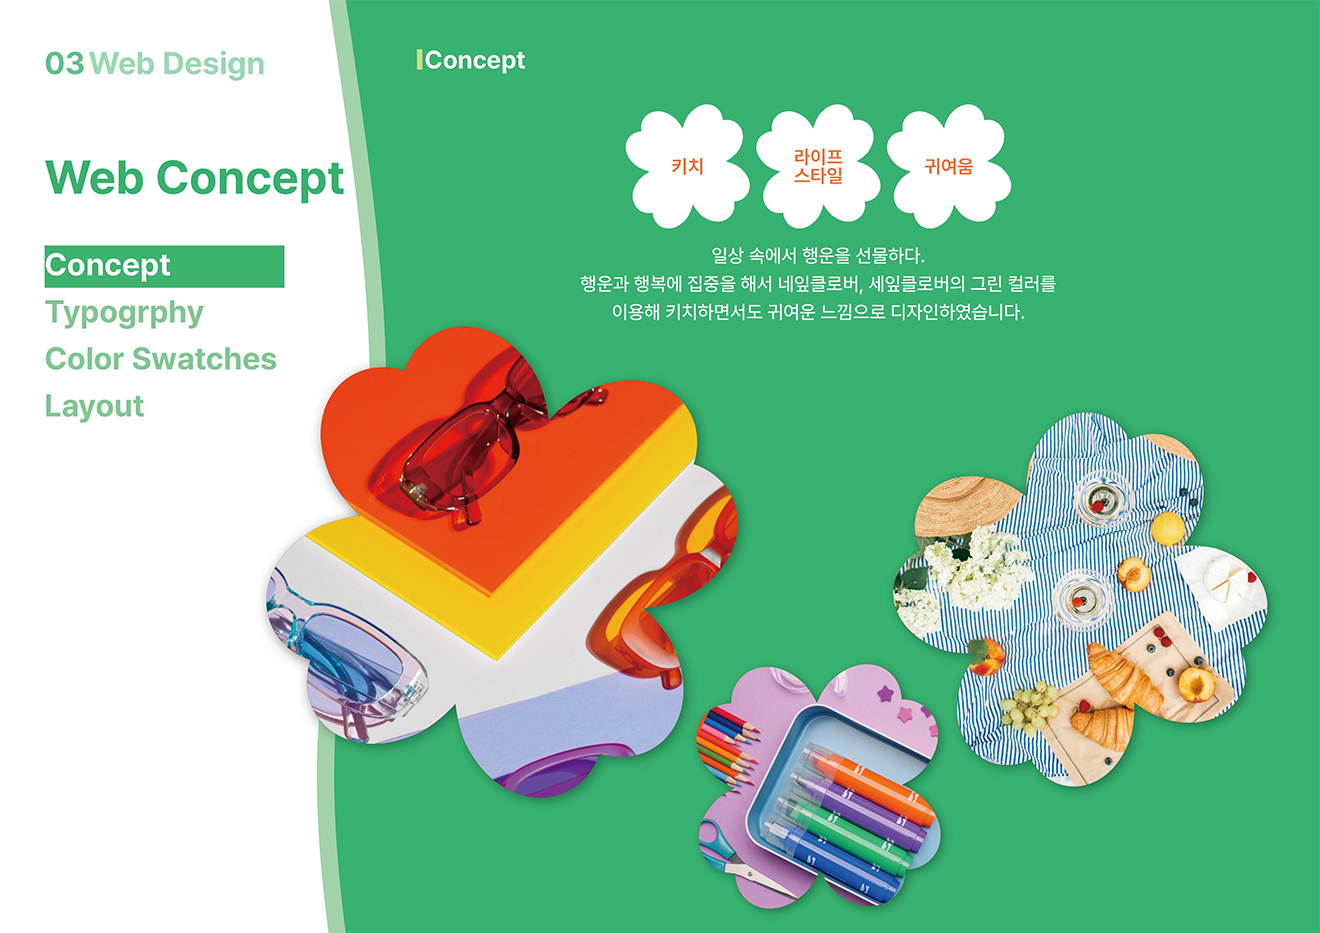 03 Web Design
Web Concept
Concept
Typogrphy
Color Swatches
Layout
Concept
키치
라이프
스타일
귀여움
일상 속에서 행운을 선물하다.
행운과 행복에 집중을 해서 네잎클로버, 세잎클로버의 그린 컬러를
이용해 키치하면서도 귀여운 느낌으로 디자인하였습니다.